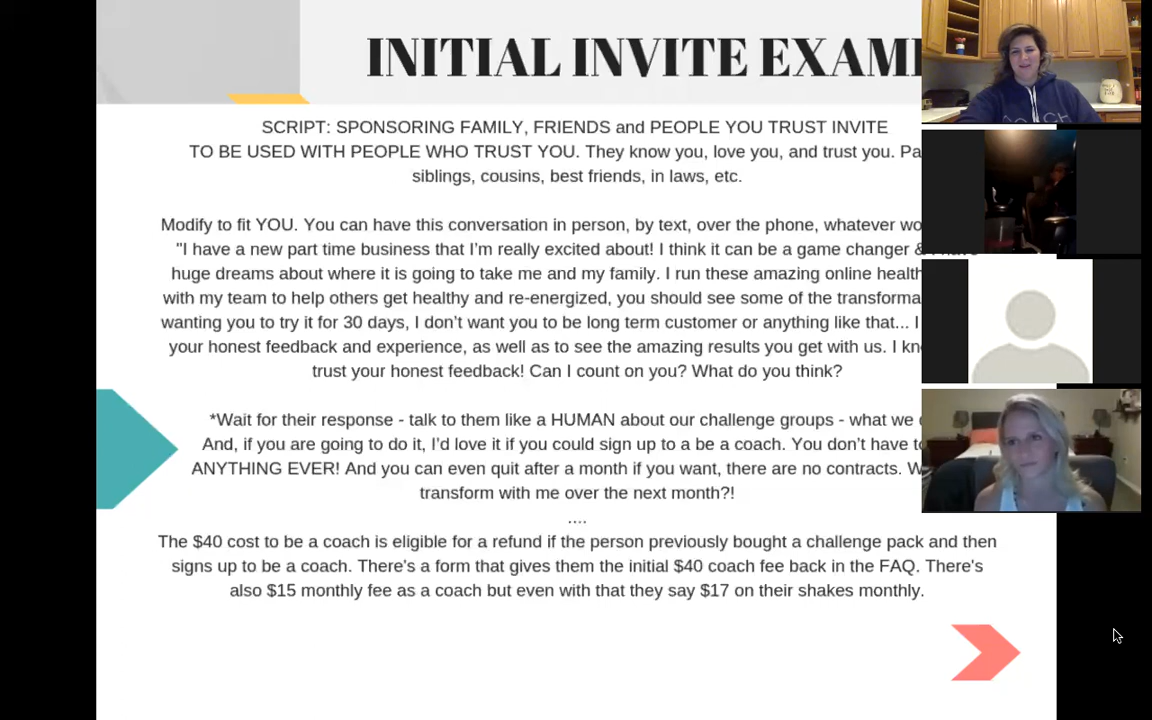 INITIAL INVITE
SCRIPT: SPONSORING FAMILY, FRIENDS and PEOPLE YOU TRUST INVITE
TO BE USED WITH PEOPLE WHO TRUST YOU. They know you, love you, and trust you.
siblings, cousins, best friends, in laws, etc.
Modify to fit YOU. You can have this conversation in person, by text, over the phone, whatever
"I have a new part time business that I'm really excited about! I think it can be a game changer &
huge dreams about where it is going to take me and my family. I run these amazing online health
with my team to help others get healthy and re-energized, you should see some of the
wanting you to try it for 30 days, I don't want you to be long term customer or anything like that... I
your honest feedback and experience, as well as to see the amazing results you get with us. I
trust your honest feedback! Can I count on you? What do you think?
*Wait for their response - talk to them like a HUMAN about our challenge groups - what we
And, if you are going to do it, I'd love it if you could sign up to a be a coach. You don't have
ANYTHING EVER! And you can even quit after a month if you want, there are no contracts.
transform with me over the next month?!
....
The $40 cost to be a coach is eligible for a refund if the person previously bought a challenge pack and then
signs up to be a coach. There's a form that gives them the initial $40 coach fee back in the FAQ. There's
also $15 monthly fee as a coach but even with that they say $17 on their shakes monthly.